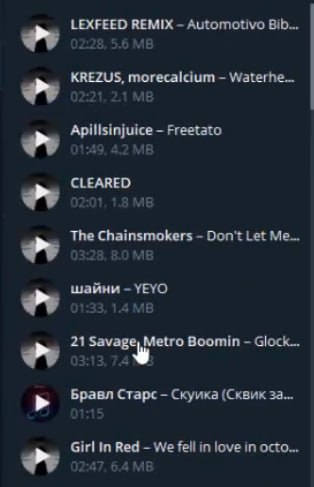 LEXFEED REMIX – Automotivo Bib...
02:28, 5.6 MB
KREZUS, morecalcium – Waterhe...
02:21, 2.1 MB
Apillsinjuice – Freetato
01:49, 4.2 MB
CLEARED
02:01, 1.8 MB
The Chainsmokers – Don't Let Me...
03:28, 8.0 MB
шайни – YEYO
01:33, 1.4 MB
21 Savage, Metro Boomin – Glock...
03:13, 7.4
Бравл Старс – Скуика (Сквик за...
01:15
Girl In Red – We fell in love in octo...
02:47, 6.4 MB